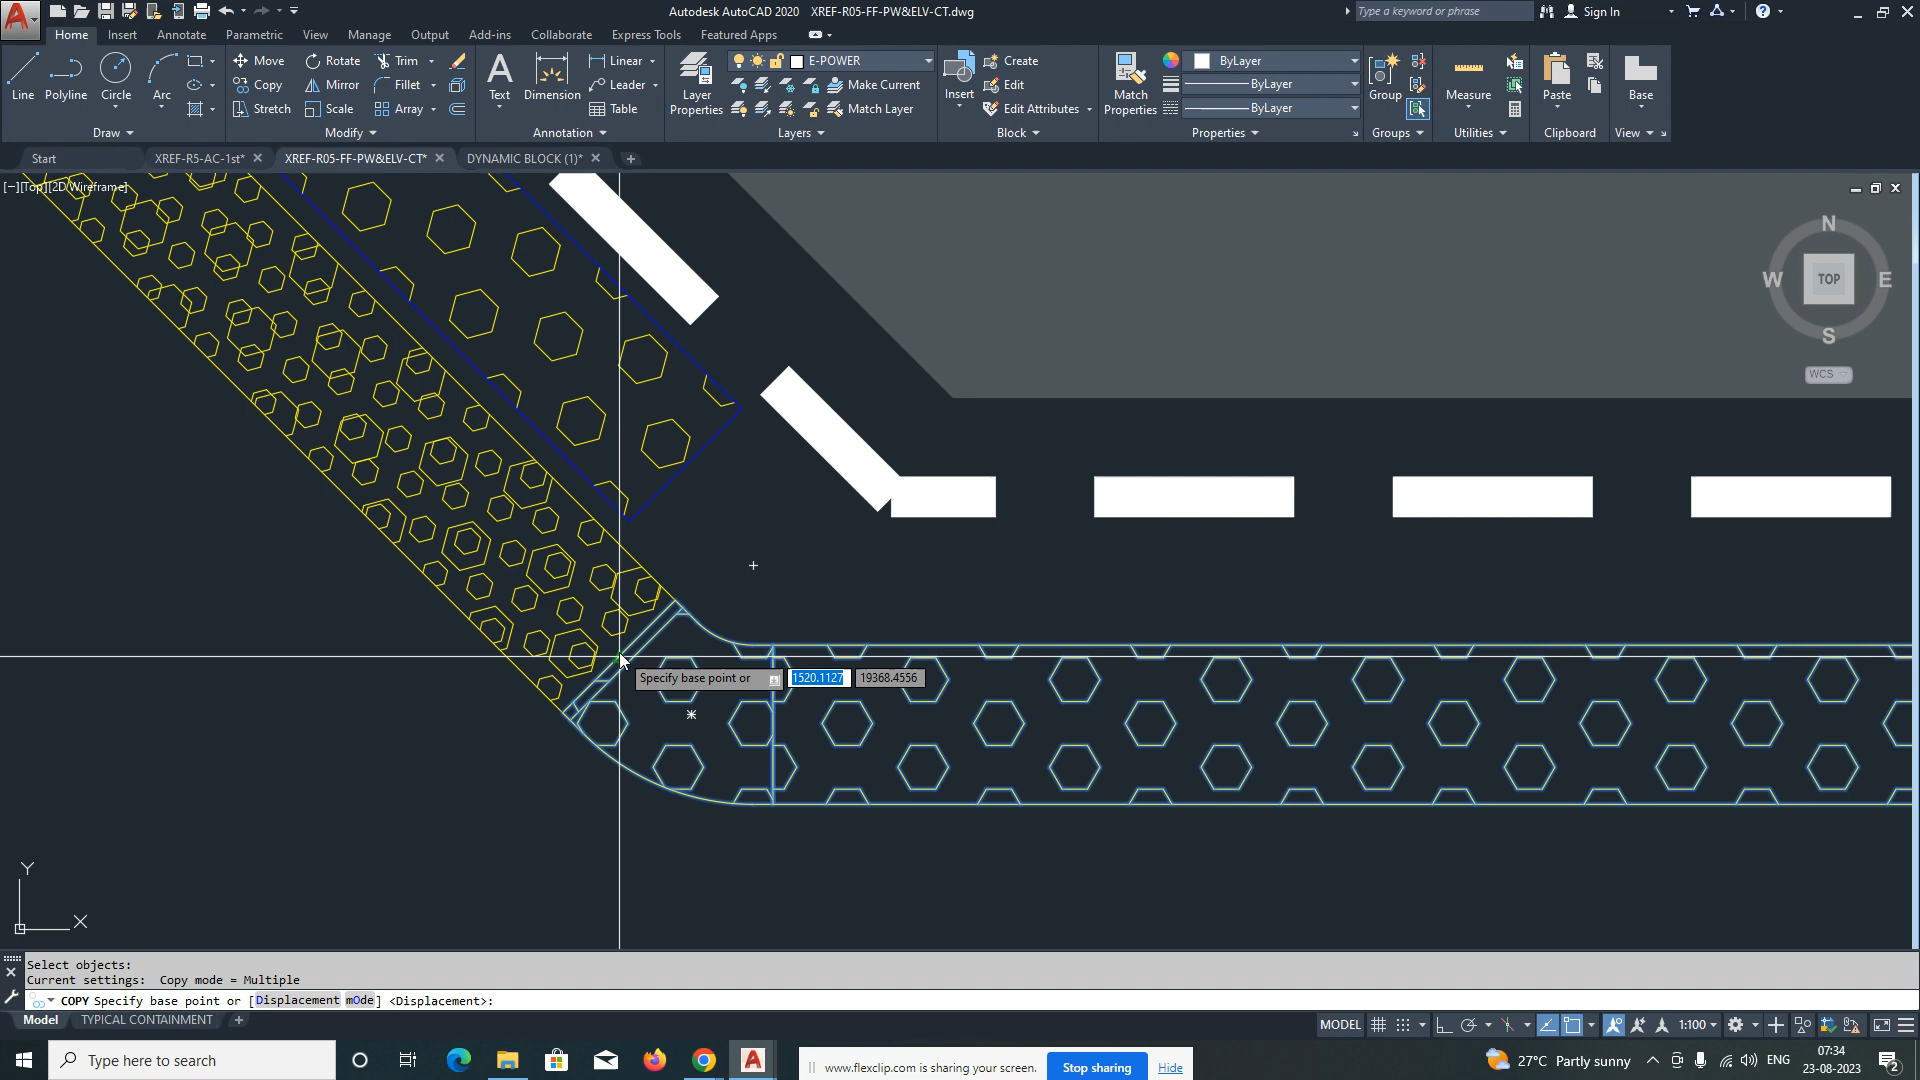 Autodesk AutoCAD 2020 XREF-R05-FF-PW&ELV-CT.dwg
Type a keyword or phrase
Sign In
Home Insert Annotate Parametric View Manage Output Add-ins Collaborate Express Tools Featured Apps
Line Polyline Circle Arc
Move Rotate Trim
Copy Mirror Fillet
Stretch Scale Array
Text Dimension
Linear
Leader
Table
Layer Properties
E-POWER
Make Current
Match Layer
Insert
Create
Edit
Edit Attributes
Match Properties
ByLayer
ByLayer
ByLayer
Group
Measure
Paste
Base
Draw Modify Annotation Layers Block Properties Groups Utilities Clipboard View
Start XREF-R5-AC-1st* XREF-R05-FF-PW&ELV-CT* DYNAMIC BLOCK (1)*
[−][Top][2D Wireframe]
N
W TOP E
S
WCS
Specify base point or 1520.1127 19368.4556
Y
X
Select objects:
Current settings: Copy mode = Multiple
COPY Specify base point or [Displacement mOde] <Displacement>:
Model TYPICAL CONTAINMENT
MODEL 1:100
Type here to search
www.flexclip.com is sharing your screen. Stop sharing Hide
27°C Partly sunny
ENG
07:34
23-08-2023
2